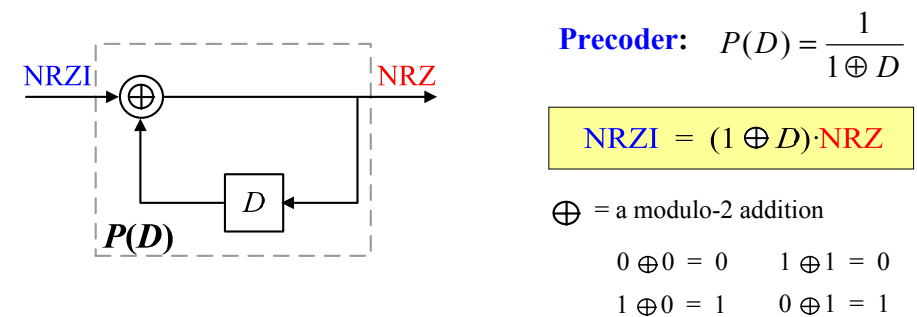 NRZI ⊕ NRZ
D
P(D)
Precoder: P(D) = 1 / (1 ⊕ D)
NRZI = (1 ⊕ D)·NRZ
⊕ = a modulo-2 addition
0 ⊕ 0 = 0 1 ⊕ 1 = 0
1 ⊕ 0 = 1 0 ⊕ 1 = 1